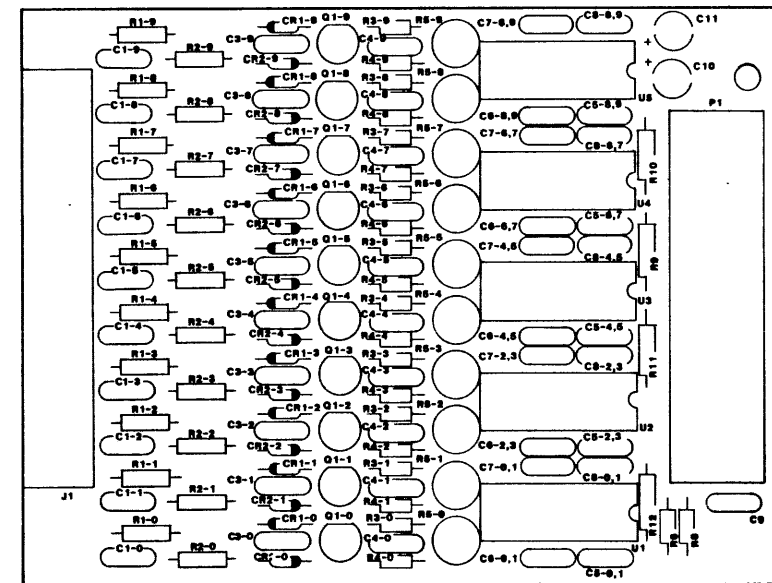 R1-9 CR1-9 Q1-9 R3-9 R5-9 C7-8,9 C8-8,9 C11
C1-9 R2-9 C3-9 C4-9
CR2-9 R4-9
R1-8 CR1-8 Q1-8 R3-8 R5-8 C10
C1-8 R2-8 C3-8 C4-8 U5 P1
CR2-8 R4-8 C6-8,9 C5-8,9
R1-7 CR1-7 Q1-7 R3-7 R5-7 C7-6,7
C1-7 R2-7 C3-7 C4-7 C8-6,7 R10
CR2-7 R4-7
R1-6 CR1-6 Q1-6 R3-6 R5-6 U4
C1-6 R2-6 C3-6 C4-6
CR2-6 R4-6 C6-6,7 C5-6,7
R1-5 CR1-5 Q1-5 R3-5 R5-5 C7-4,5
C1-5 R2-5 C3-5 C4-5 C8-4,5 R9
CR2-5 R4-5
R1-4 CR1-4 Q1-4 R3-4 R5-4 U3
C1-4 R2-4 C3-4 C4-4
CR2-4 R4-4 C6-4,5 C5-4,5
R1-3 CR1-3 Q1-3 R3-3 R5-3 C7-2,3
C1-3 R2-3 C3-3 C4-3 C8-2,3 R11
CR2-3 R4-3
R1-2 CR1-2 Q1-2 R3-2 R5-2
C1-2 R2-2 C3-2 C4-2 U2
CR2-2 R4-2 C6-2,3 C5-2,3
R1-1 CR1-1 Q1-1 R3-1 R5-1 C7-0,1
C1-1 R2-1 C3-1 C4-1 C8-0,1
J1 CR2-1 R4-1
R1-0 CR1-0 Q1-0 R3-0 R5-0 R12 C9
C1-0 R2-0 C3-0 C4-0 U1 R6 R8
R4-0 C6-0,1 C5-0,1